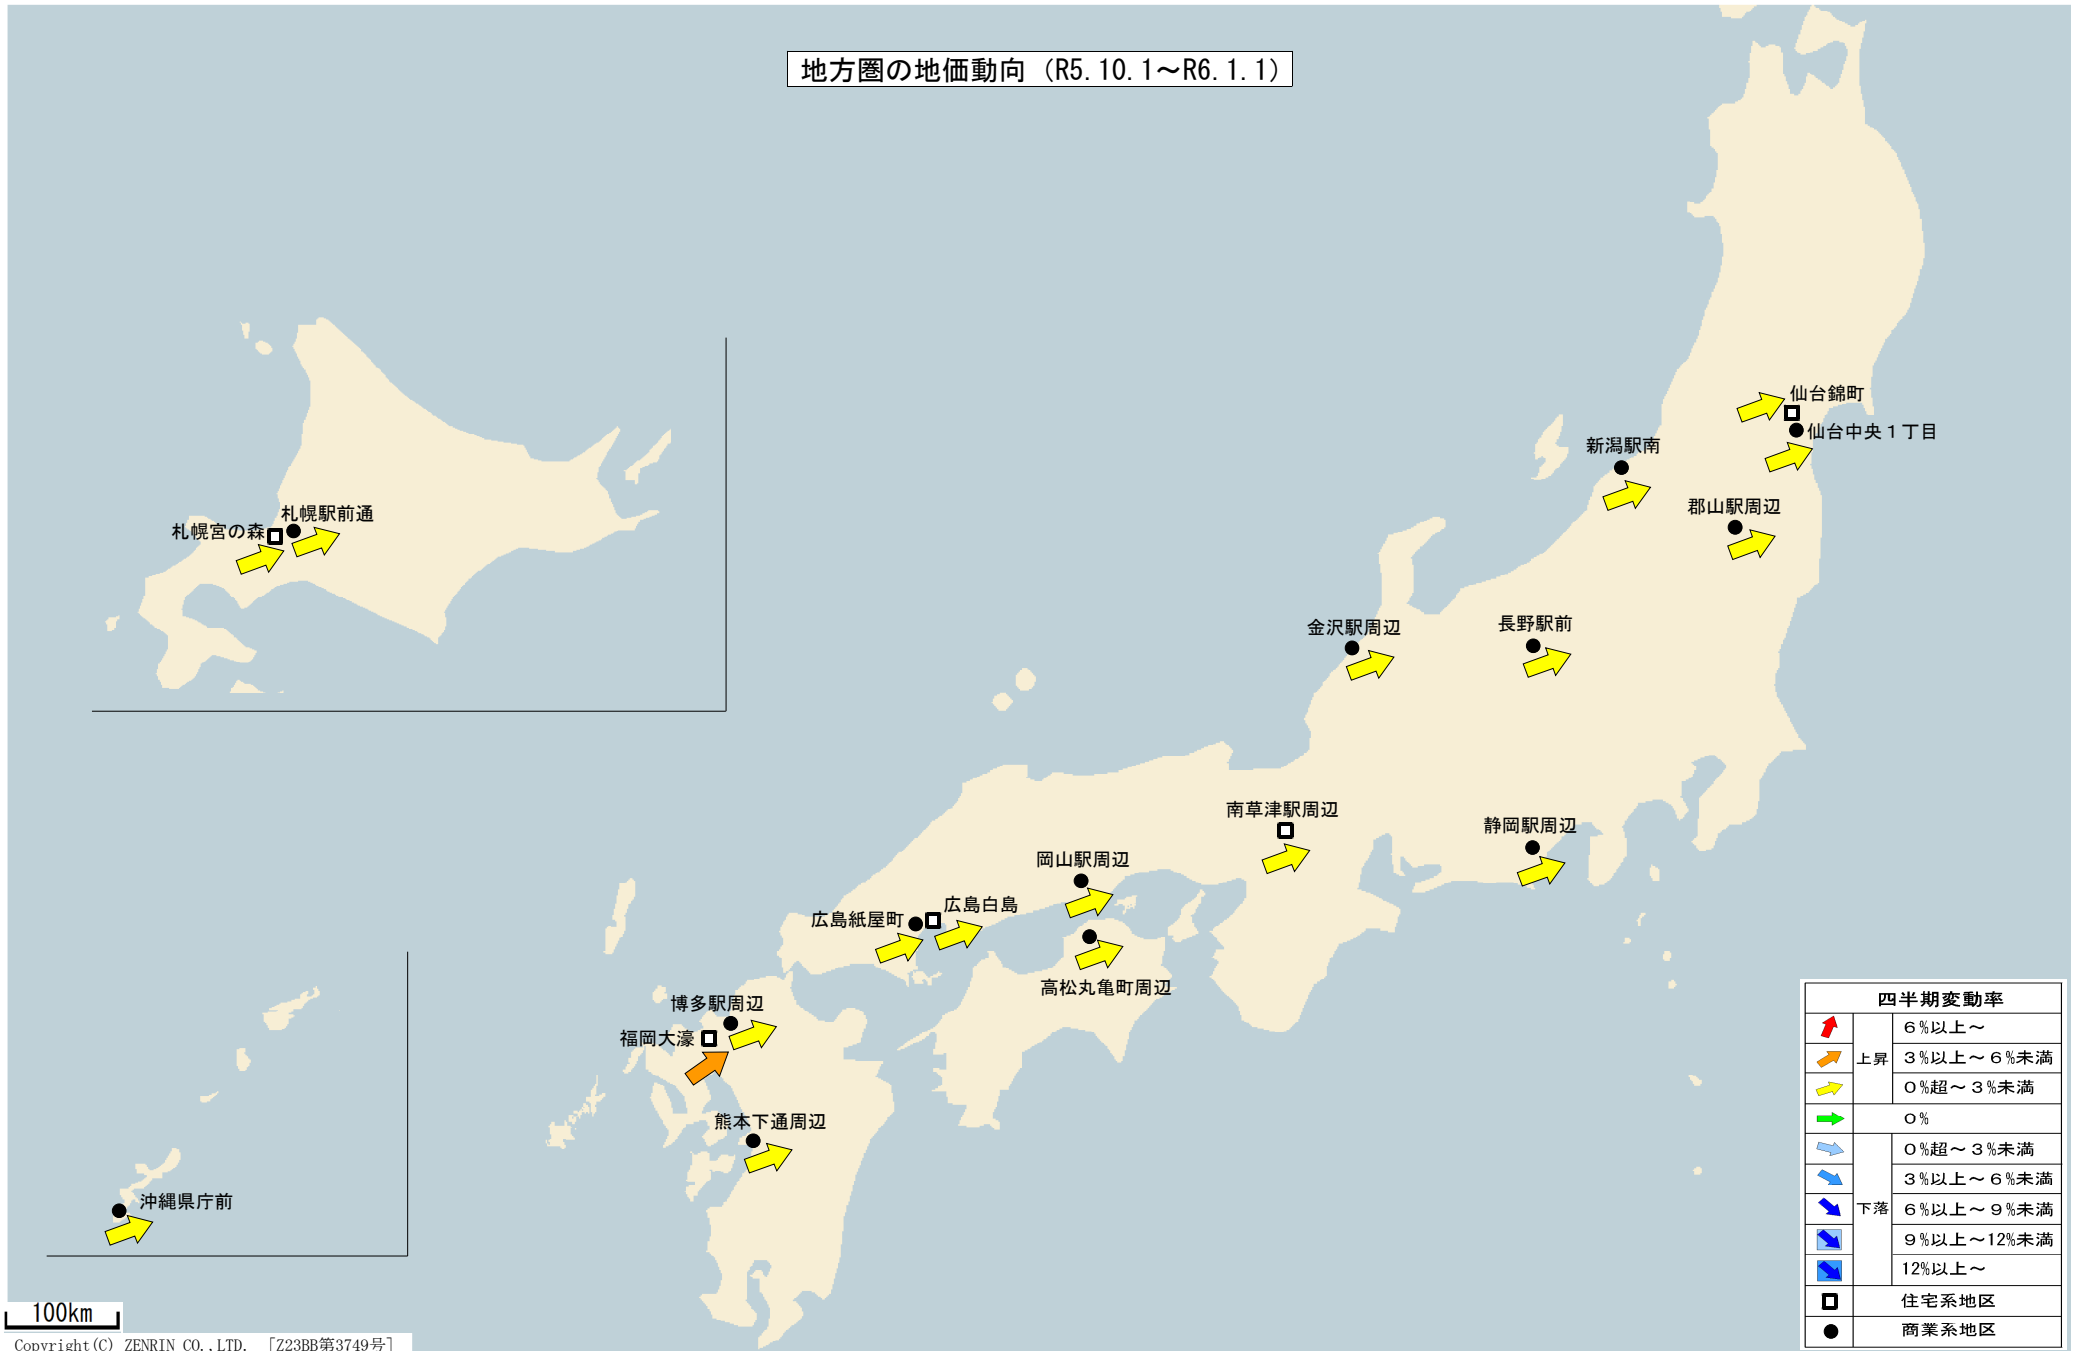 地方圏の地価動向（R5.10.1～R6.1.1）
仙台錦町
仙台中央１丁目
新潟駅南
郡山駅周辺
札幌駅前通
札幌宮の森
金沢駅周辺
長野駅前
南草津駅周辺
静岡駅周辺
岡山駅周辺
広島白島
広島紙屋町
高松丸亀町周辺
博多駅周辺
福岡大濠
熊本下通周辺
沖縄県庁前
四半期変動率
上昇
６%以上～
３%以上～６%未満
０%超～３%未満
０%
下落
０%超～３%未満
３%以上～６%未満
６%以上～９%未満
９%以上～12%未満
12%以上～
住宅系地区
商業系地区
100km
Copyright(C) ZENRIN CO.,LTD. ［Z23BB第3749号］